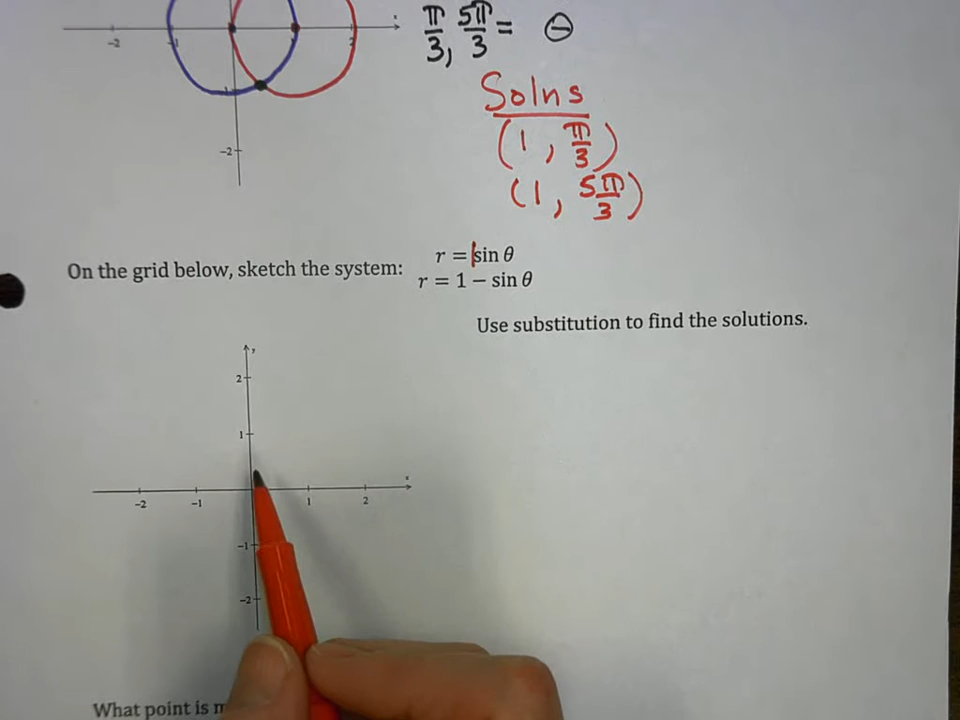 x
-2
-1
2
-1
-2
π/3, 5π/3 = θ
Solns
(1, π/3)
(1, 5π/3)
On the grid below, sketch the system:
r = 1sin θ
r = 1 − sin θ
Use substitution to find the solutions.
y
2
1
x
-2
-1
1
2
-1
-2
What point is